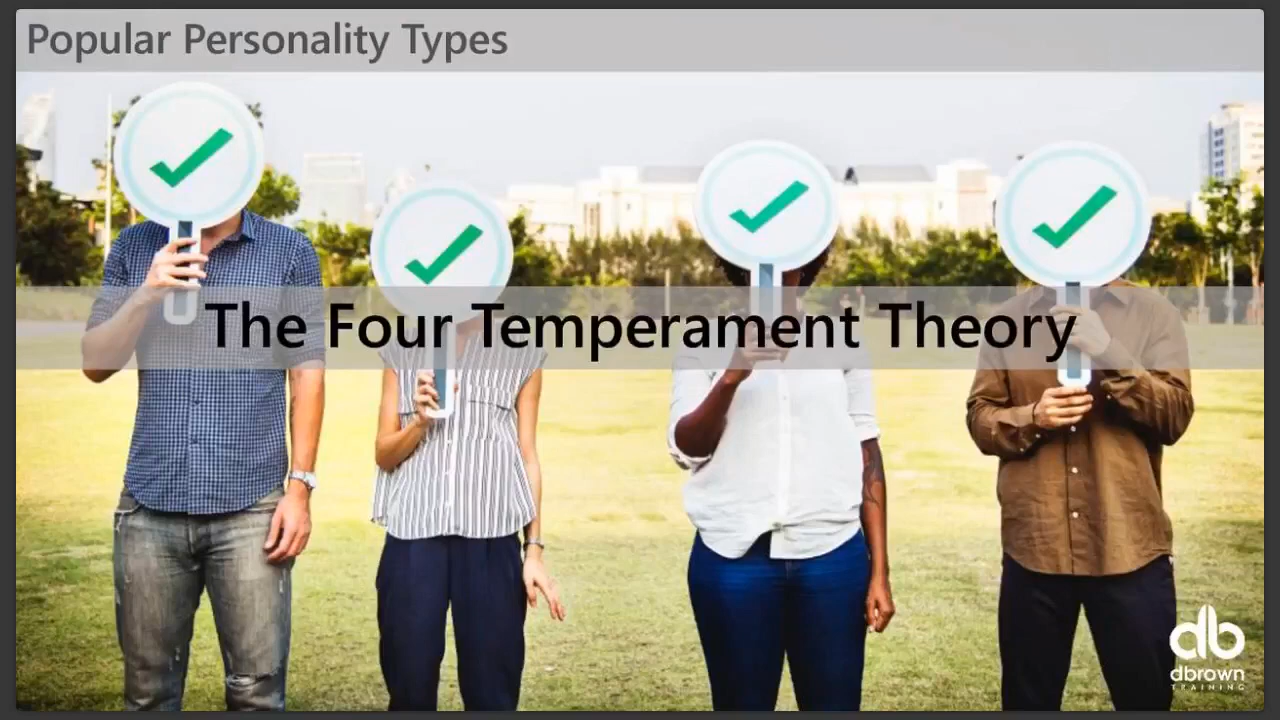 Popular Personality Types
The Four Temperament Theory
db
dbrown
TRAINING